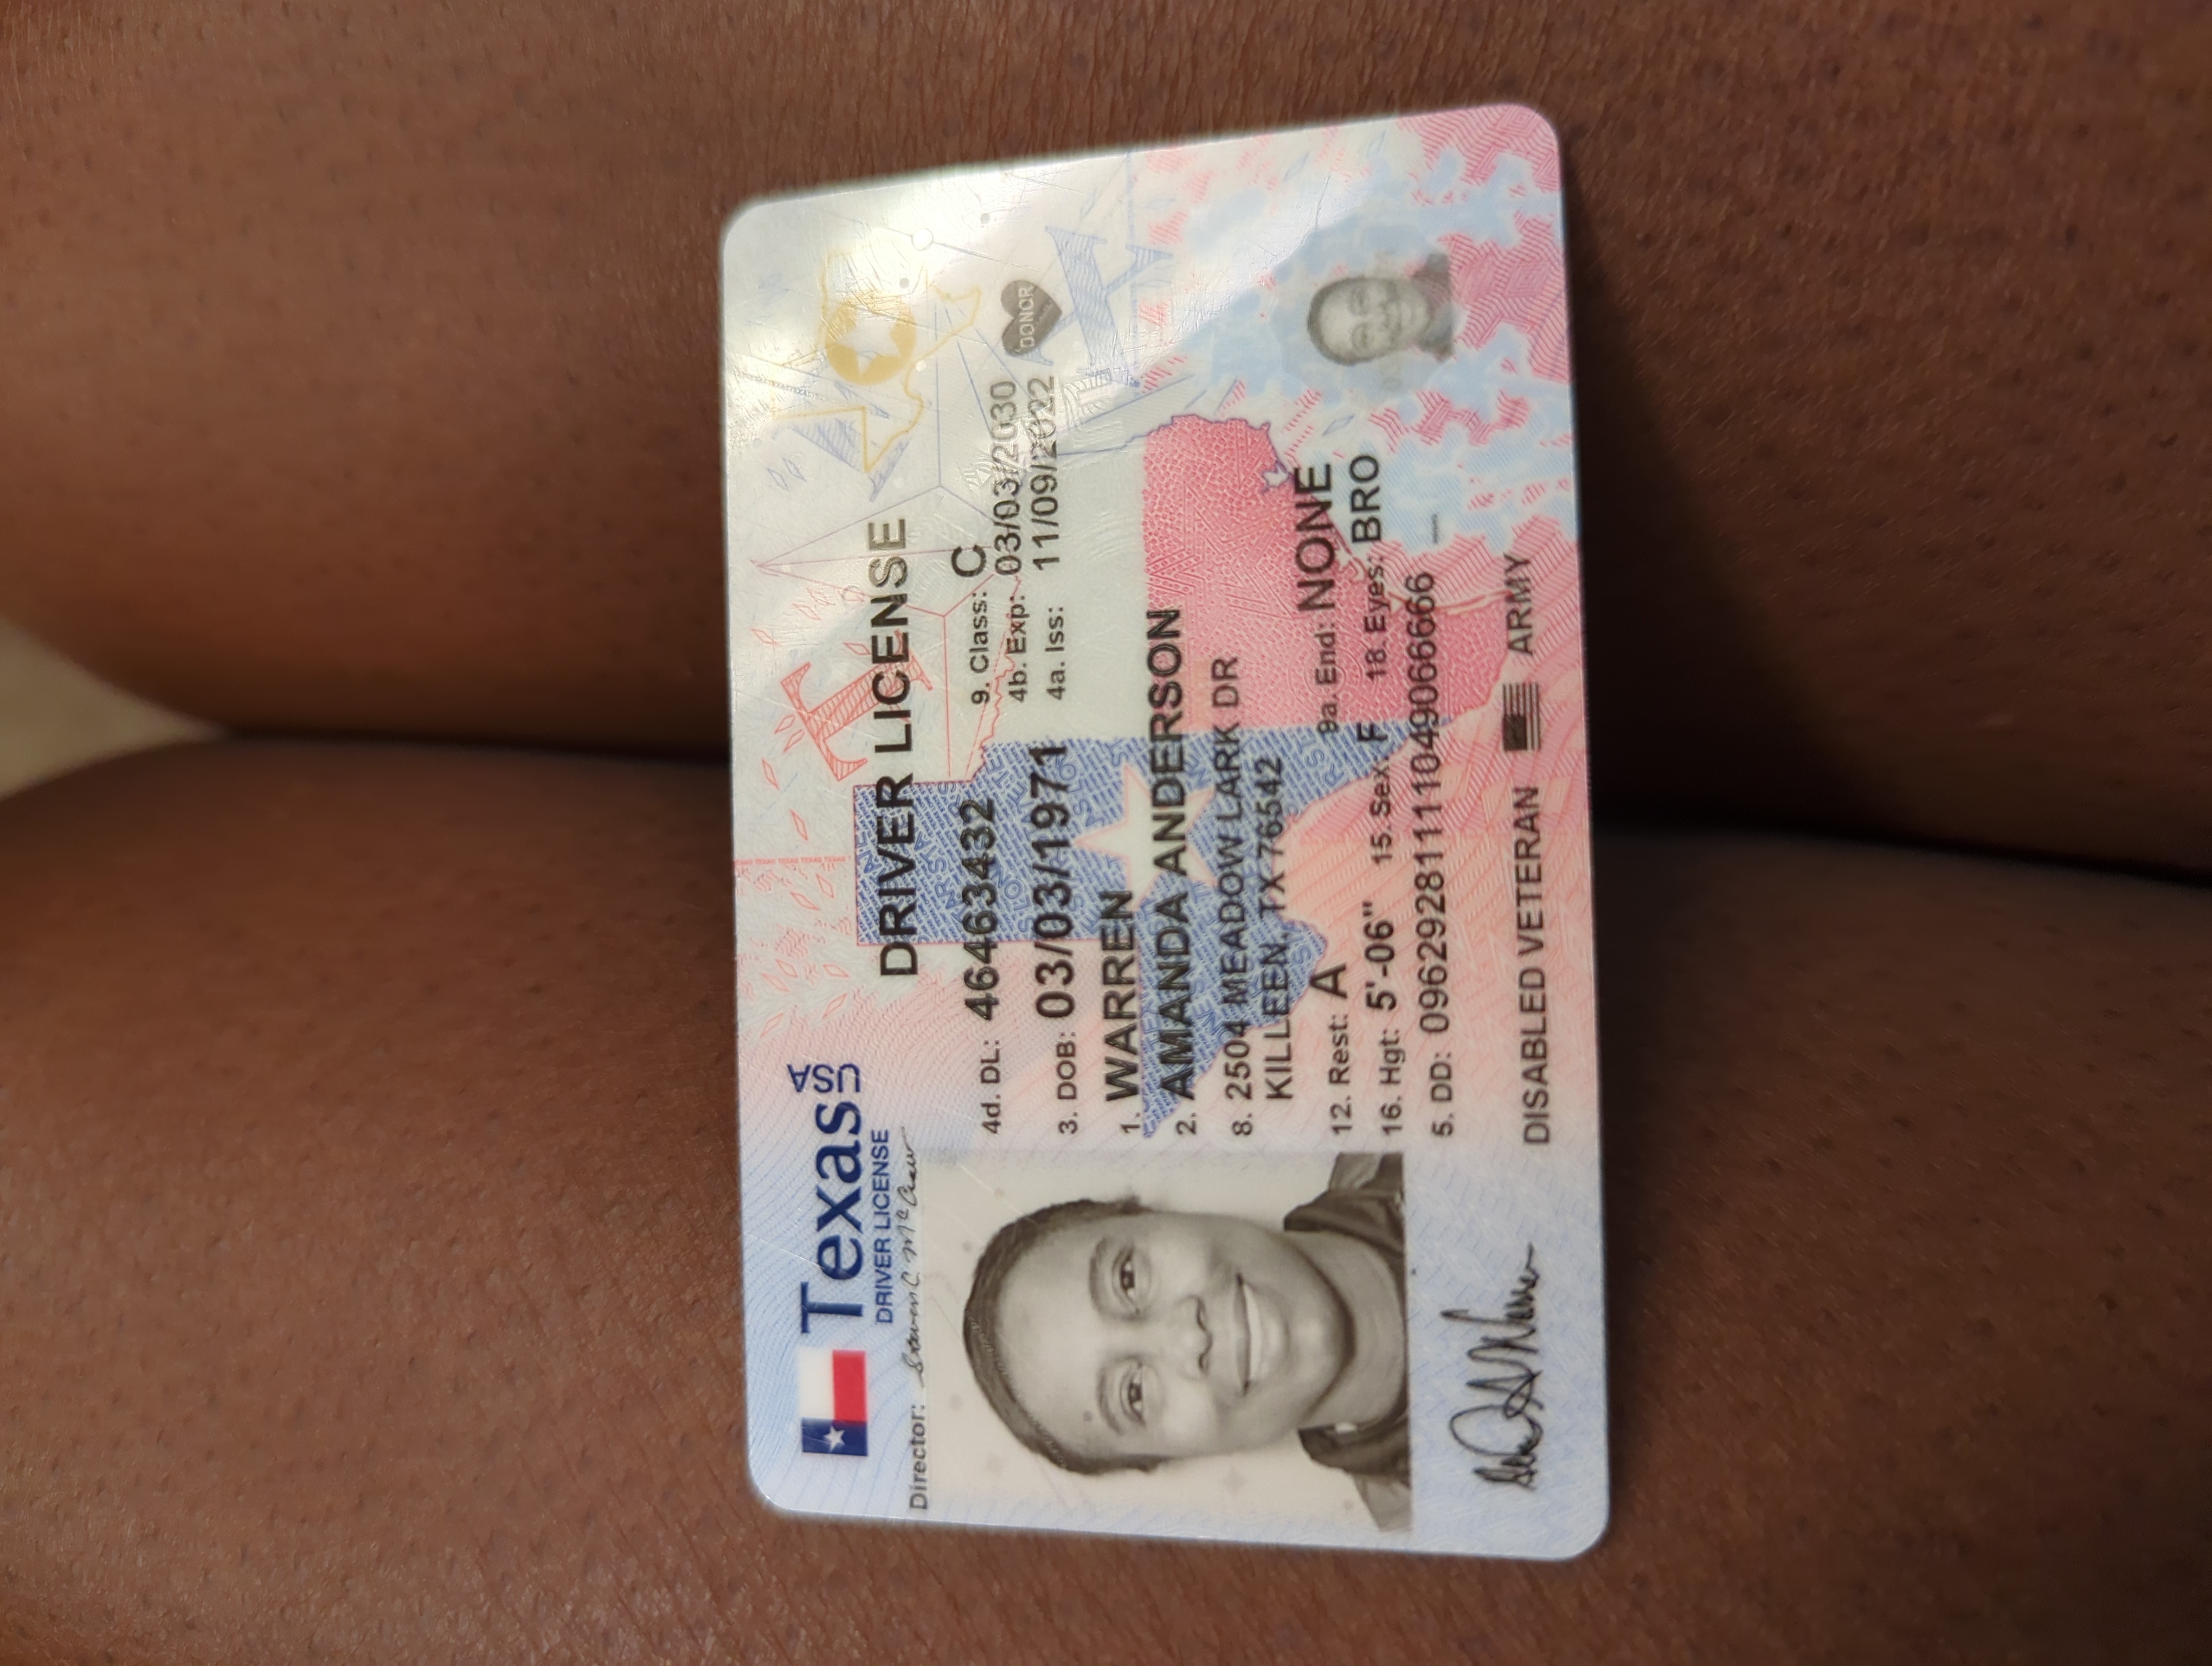 Texas USA
DRIVER LICENSE
Director: Steven C McCraw
DRIVER LICENSE
4d. DL: 46463432
9. Class: C
4b. Exp: 03/03/2030
3. DOB: 03/03/1971
4a. Iss: 11/09/2022
DONOR
1. WARREN
2. AMANDA ANDERSON
8. 2504 MEADOW LARK DR
KILLEEN, TX 76542
12. Rest: A
9a. End: NONE
16. Hgt: 5'-06" 15. Sex: F 18. Eyes: BRO
5. DD: 09629281111049066666
DISABLED VETERAN ARMY